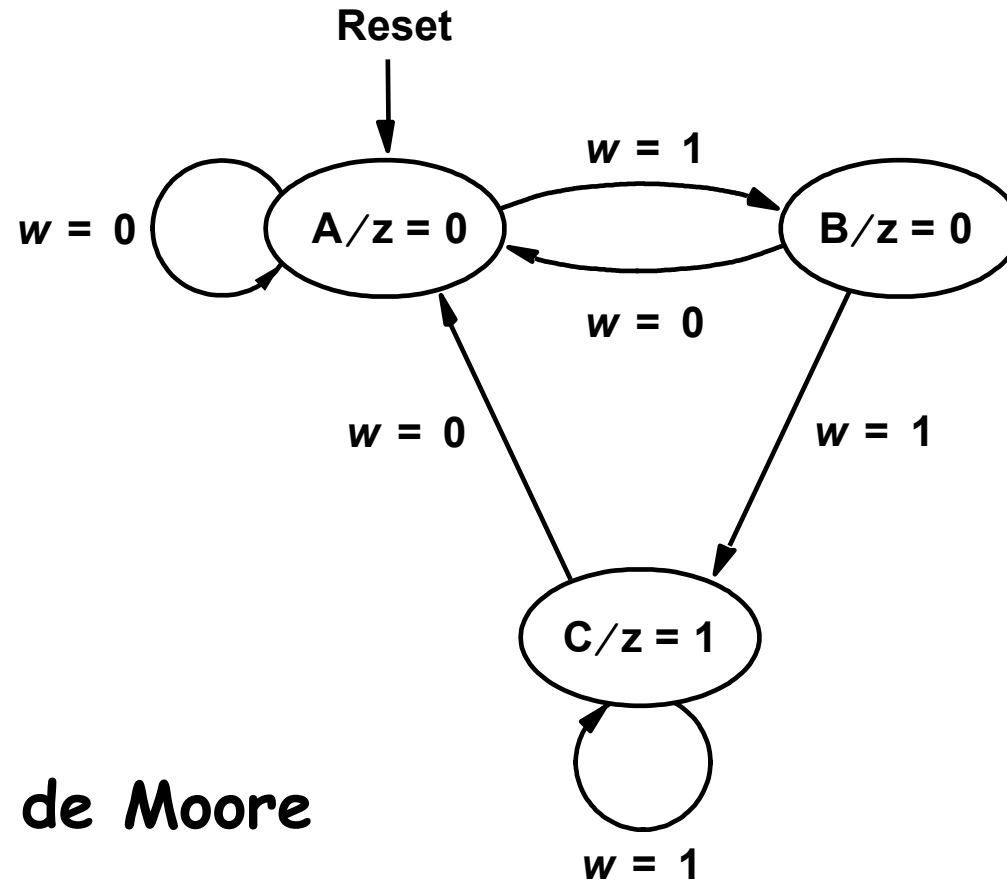 Reset
w = 1
w = 0
A/z = 0
B/z = 0
w = 0
w = 0
w = 1
C/z = 1
de Moore
w = 1